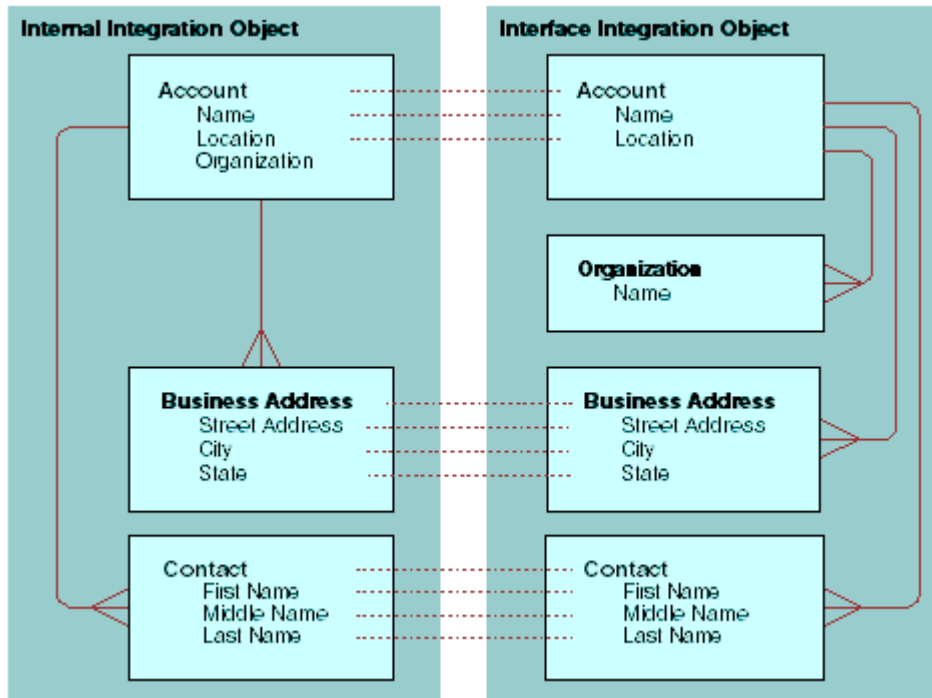 Internal Integration Object
Account
Name
Location
Organization
Business Address
Street Address
City
State
Contact
First Name
Middle Name
Last Name
Interface Integration Object
Account
Name
Location
Organization
Name
Business Address
Street Address
City
State
Contact
First Name
Middle Name
Last Name